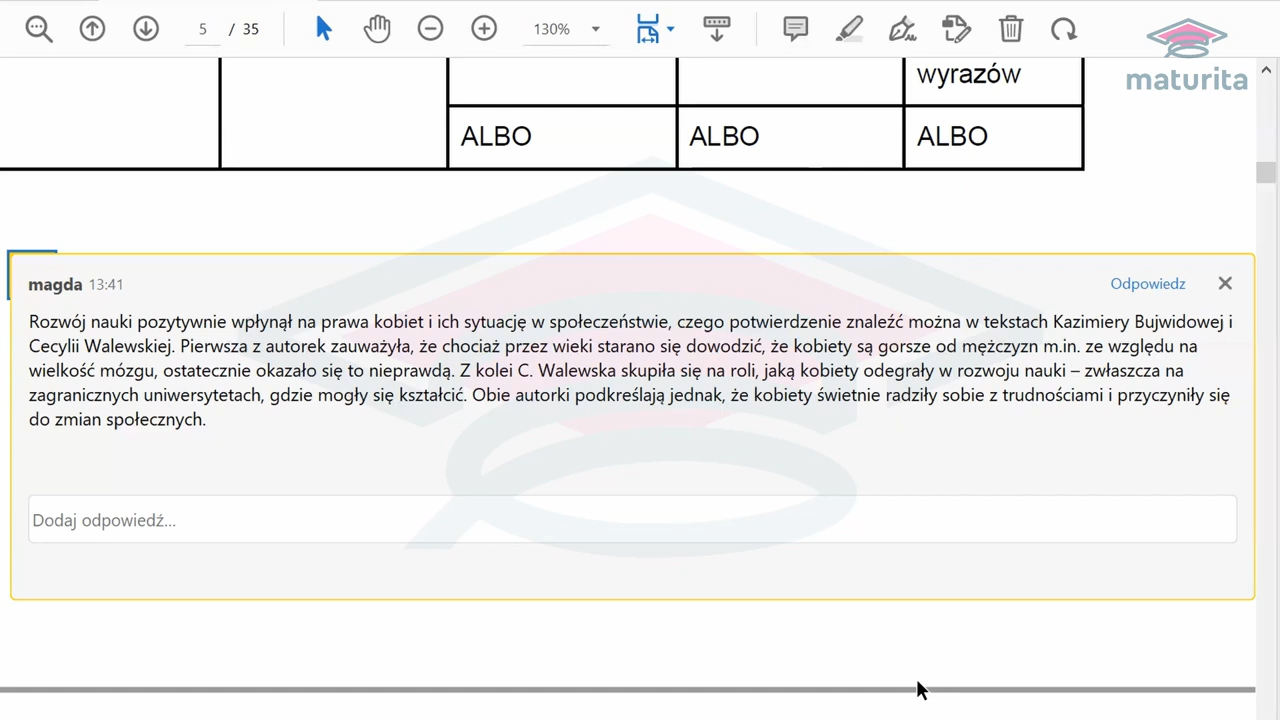 5 / 35
130%
maturita
wyrazów
ALBO ALBO ALBO
magda 13:41 Odpowiedz
Rozwój nauki pozytywnie wpłynął na prawa kobiet i ich sytuację w społeczeństwie, czego potwierdzenie znaleźć można w tekstach Kazimiery Bujwidowej i
Cecylii Walewskiej. Pierwsza z autorek zauważyła, że chociaż przez wieki starano się dowodzić, że kobiety są gorsze od mężczyzn m.in. ze względu na
wielkość mózgu, ostatecznie okazało się to nieprawdą. Z kolei C. Walewska skupiła się na roli, jaką kobiety odegrały w rozwoju nauki – zwłaszcza na
zagranicznych uniwersytetach, gdzie mogły się kształcić. Obie autorki podkreślają jednak, że kobiety świetnie radziły sobie z trudnościami i przyczyniły się
do zmian społecznych.
Dodaj odpowiedź...